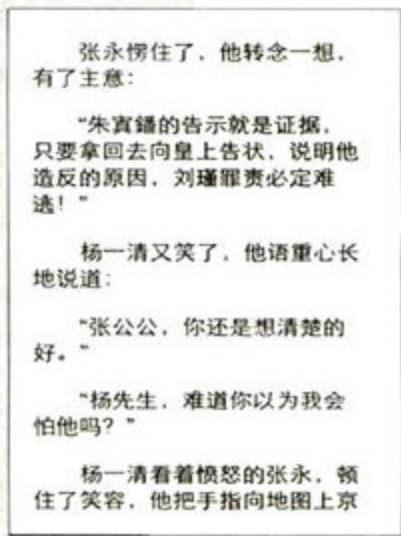 张永愣住了，他转念一想，
有了主意：
“朱寘鐇的告示就是证据，
只要拿回去向皇上告状，说明他
造反的原因，刘瑾罪责必定难
逃！”
杨一清又笑了，他语重心长
地说道：
“张公公，你还是想清楚的
好。”
“杨先生，难道你以为我会
怕他吗？”
杨一清看着愤怒的张永，顿
住了笑容，他把手指向地图上京